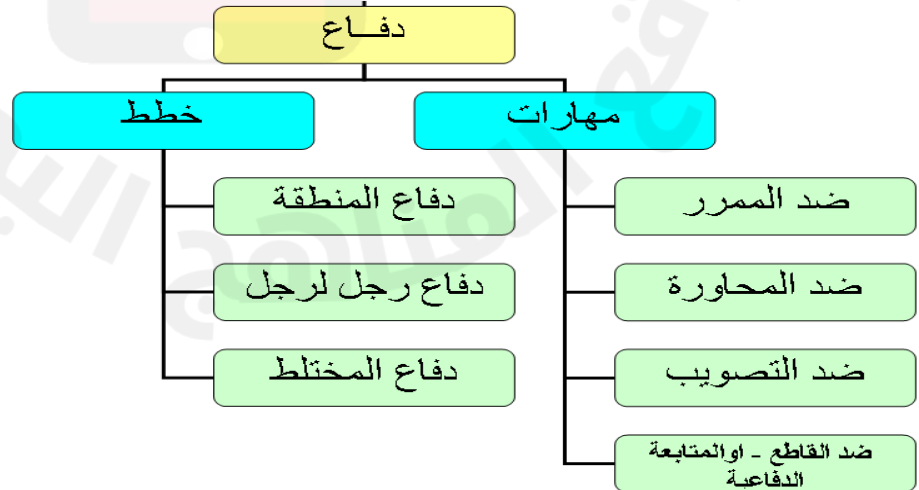 دفـــاع
مهارات
خطط
ضد الممرر
ضد المحاورة
ضد التصويب
ضد القاطع - اوالمتابعة
الدفاعية
دفاع المنطقة
دفاع رجل لرجل
دفاع المختلط